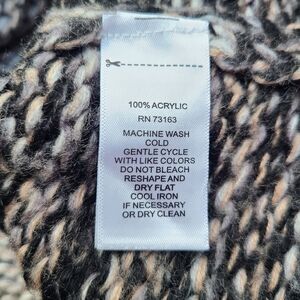 100% ACRYLIC
RN 73163
MACHINE WASH
COLD
GENTLE CYCLE
WITH LIKE COLORS
DO NOT BLEACH
RESHAPE AND
DRY FLAT
COOL IRON
IF NECESSARY
OR DRY CLEAN